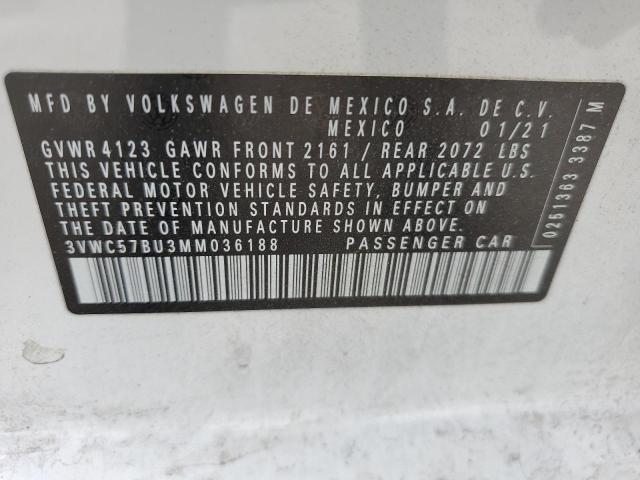 MFD BY VOLKSWAGEN DE MEXICO S.A. DE C.V.
MEXICO 01/21
GVWR 4123 GAWR FRONT 2161 / REAR 2072 LBS
THIS VEHICLE CONFORMS TO ALL APPLICABLE U.S.
FEDERAL MOTOR VEHICLE SAFETY, BUMPER AND
THEFT PREVENTION STANDARDS IN EFFECT ON
THE DATE OF MANUFACTURE SHOWN ABOVE.
3VWC57BU3MM036188 PASSENGER CAR
0251363 3387 M